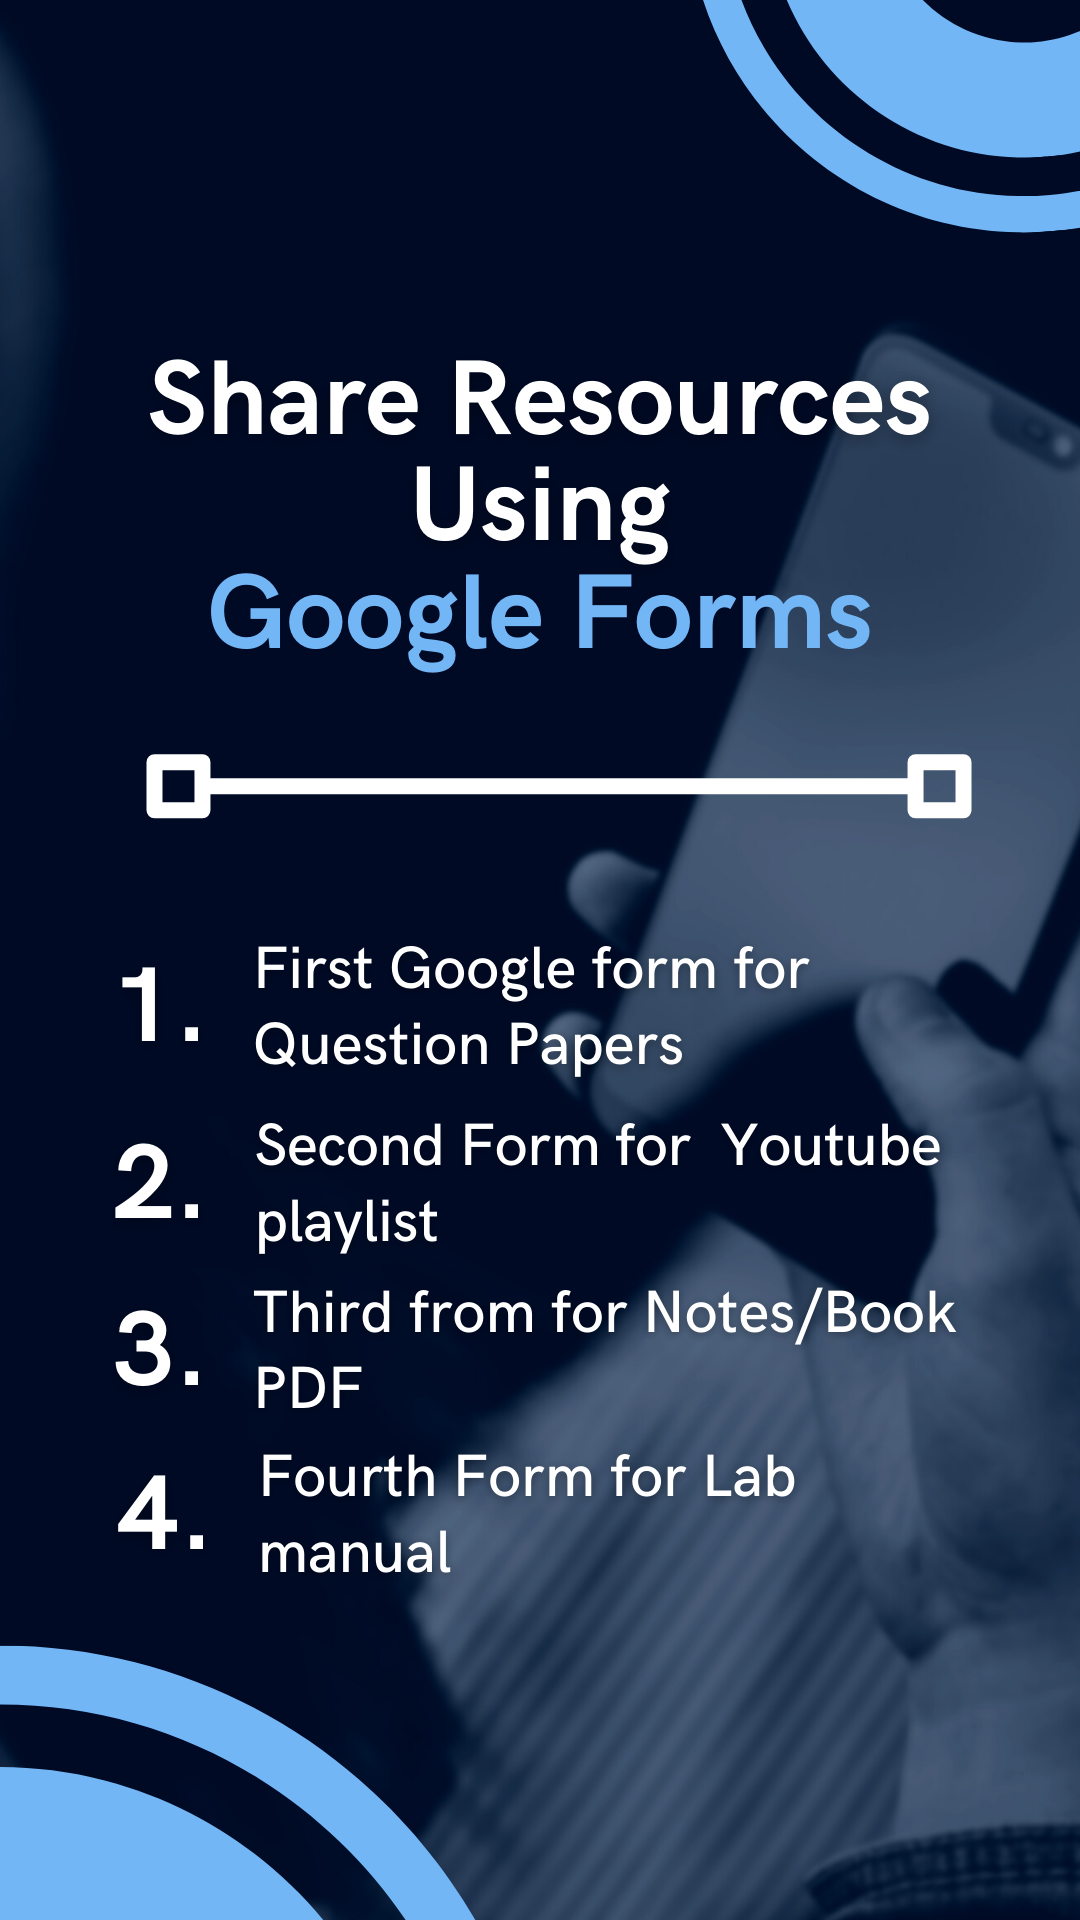 Share Resources
Using
Google Forms
1. First Google form for
Question Papers
2. Second Form for  Youtube
playlist
3. Third from for Notes/Book
PDF
4. Fourth Form for Lab
manual